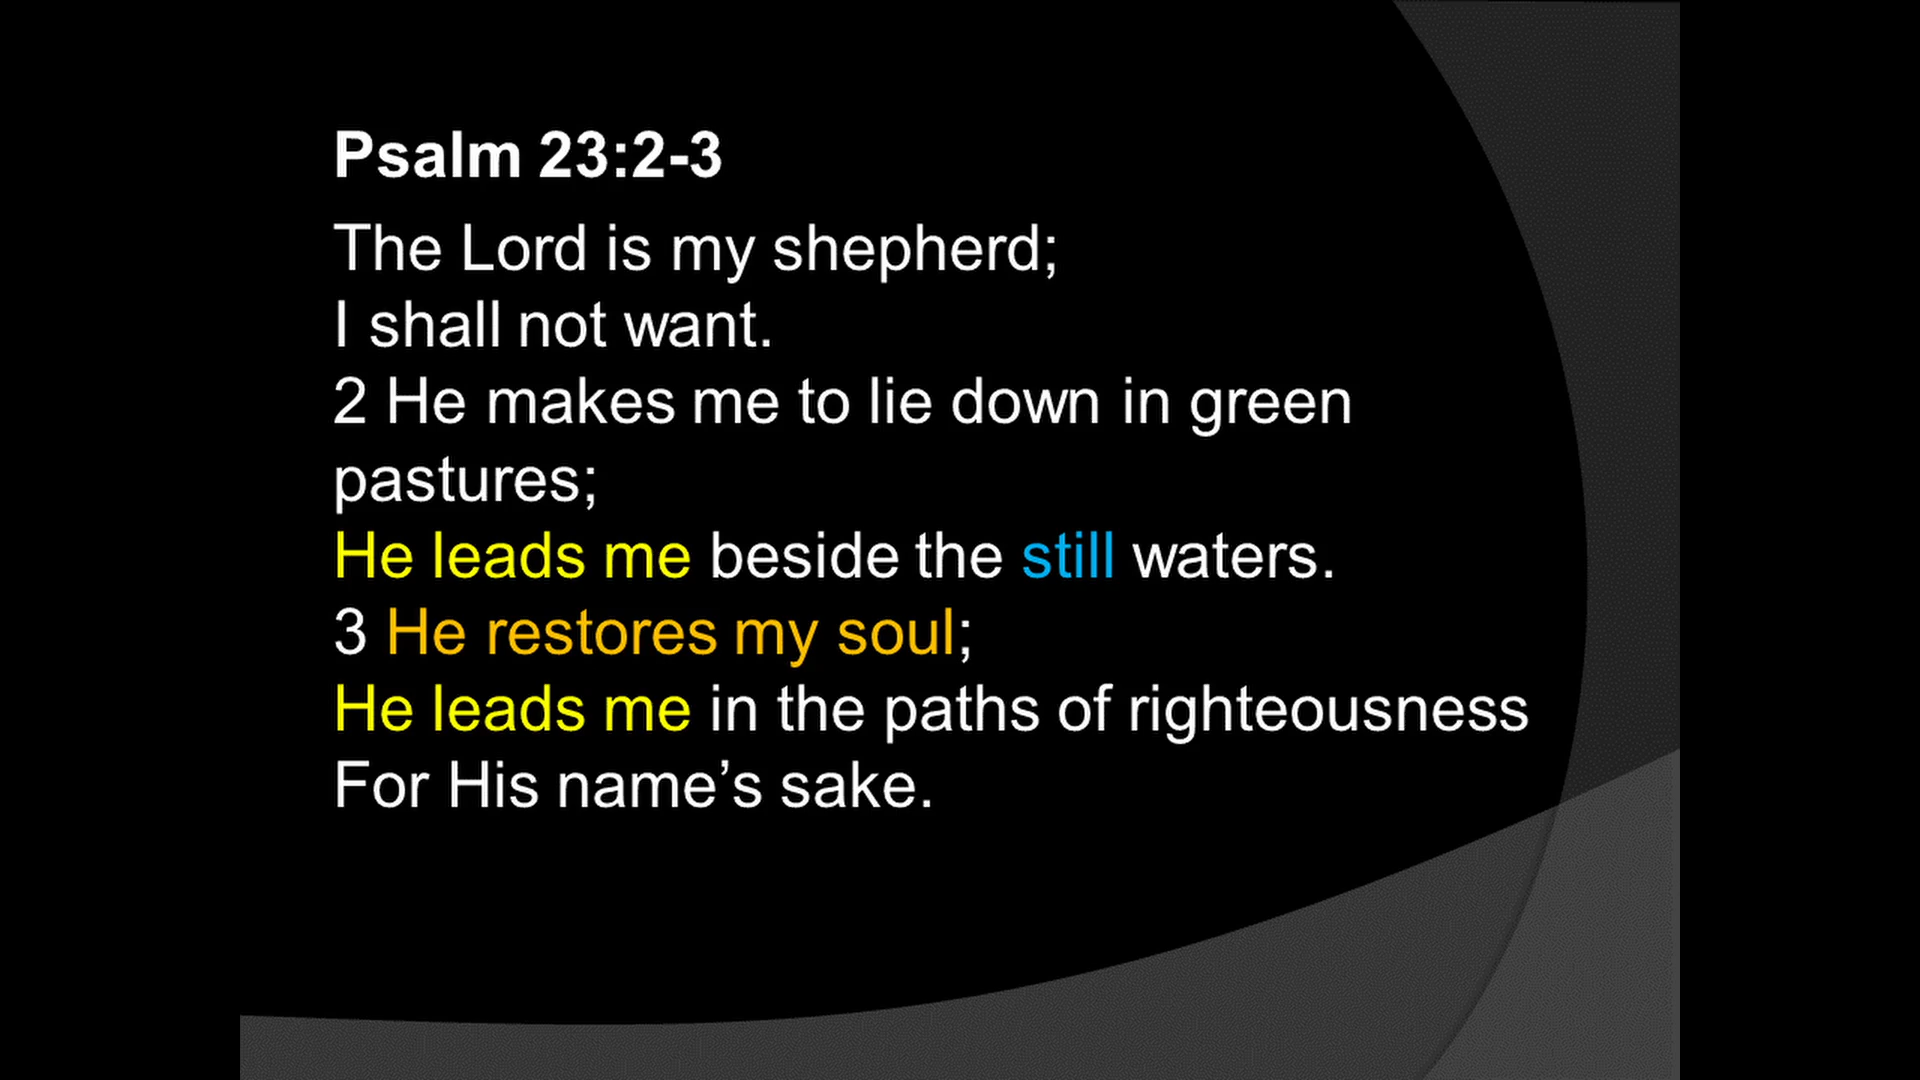 Psalm 23:2-3
The Lord is my shepherd;
I shall not want.
2 He makes me to lie down in green
pastures;
He leads me beside the still waters.
3 He restores my soul;
He leads me in the paths of righteousness
For His name’s sake.